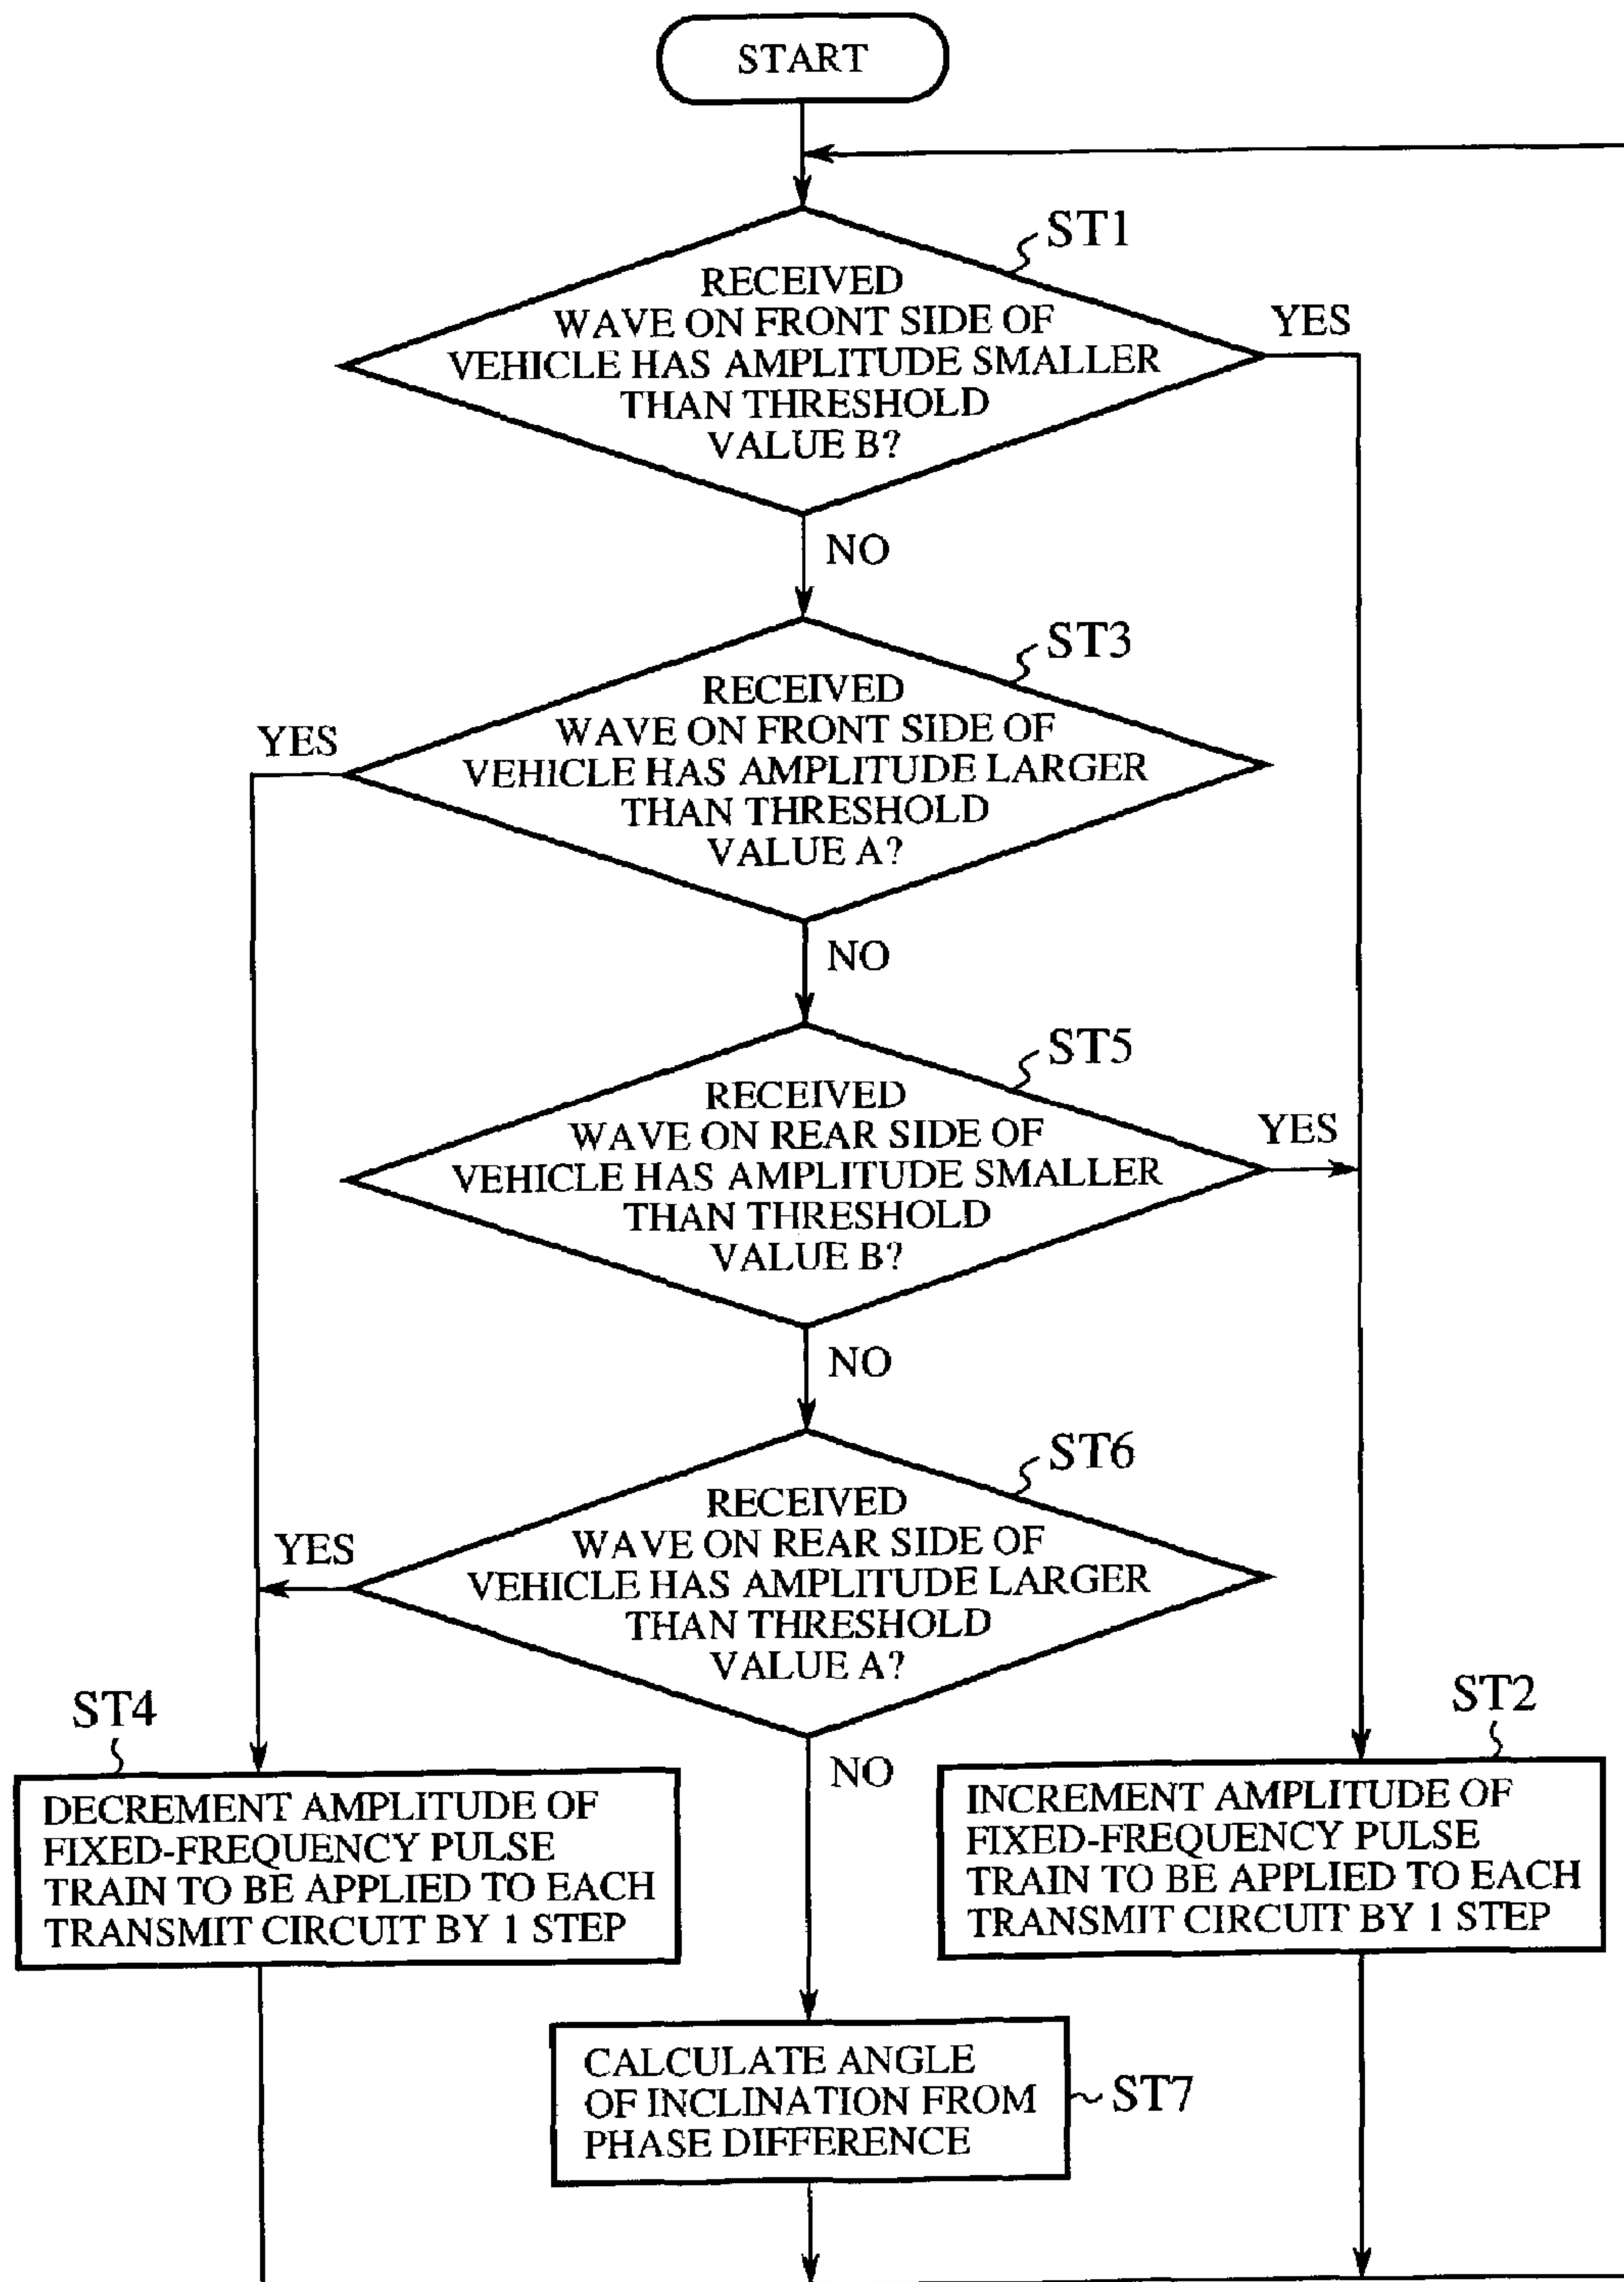 START
ST1
RECEIVED
WAVE ON FRONT SIDE OF
VEHICLE HAS AMPLITUDE SMALLER
THAN THRESHOLD
VALUE B?
YES
NO
ST3
RECEIVED
WAVE ON FRONT SIDE OF
VEHICLE HAS AMPLITUDE LARGER
THAN THRESHOLD
VALUE A?
YES
NO
ST5
RECEIVED
WAVE ON REAR SIDE OF
VEHICLE HAS AMPLITUDE SMALLER
THAN THRESHOLD
VALUE B?
YES
NO
ST6
RECEIVED
WAVE ON REAR SIDE OF
VEHICLE HAS AMPLITUDE LARGER
THAN THRESHOLD
VALUE A?
YES
NO
ST4
DECREMENT AMPLITUDE OF
FIXED-FREQUENCY PULSE
TRAIN TO BE APPLIED TO EACH
TRANSMIT CIRCUIT BY 1 STEP
ST2
INCREMENT AMPLITUDE OF
FIXED-FREQUENCY PULSE
TRAIN TO BE APPLIED TO EACH
TRANSMIT CIRCUIT BY 1 STEP
CALCULATE ANGLE
OF INCLINATION FROM
PHASE DIFFERENCE
ST7